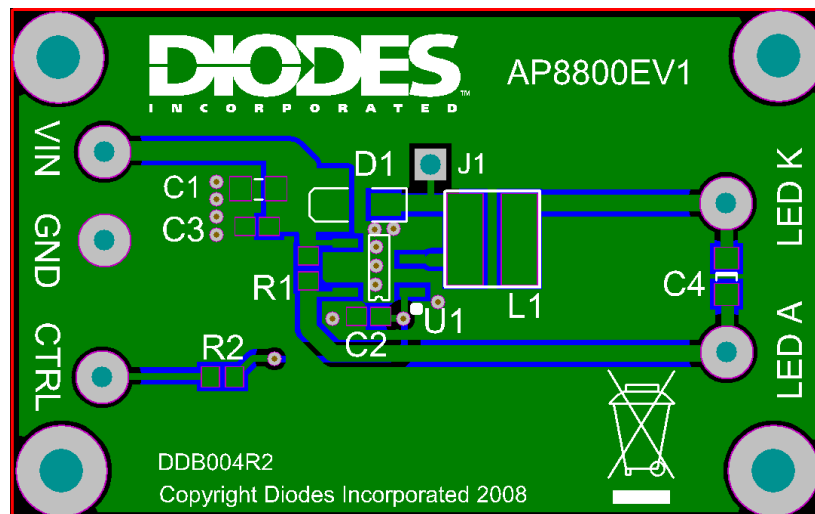 DIODES™
INCORPORATED
AP8800EV1
VIN
GND
CTRL
C1
C3
D1
J1
R1
R2
C2
U1
L1
C4
LED K
LED A
DDB004R2
Copyright Diodes Incorporated 2008